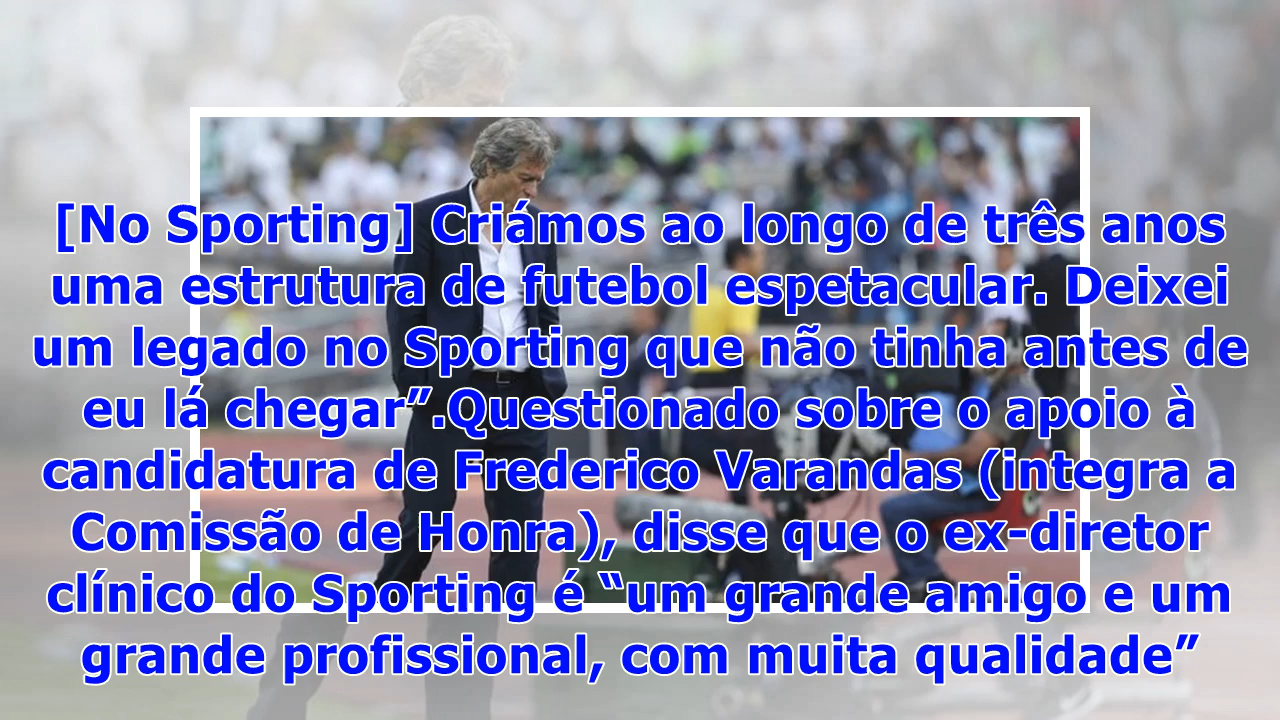 [No Sporting] Criámos ao longo de três anos
uma estrutura de futebol espetacular. Deixei
um legado no Sporting que não tinha antes de
eu lá chegar”.Questionado sobre o apoio à
candidatura de Frederico Varandas (integra a
Comissão de Honra), disse que o ex-diretor
clínico do Sporting é “um grande amigo e um
grande profissional, com muita qualidade”